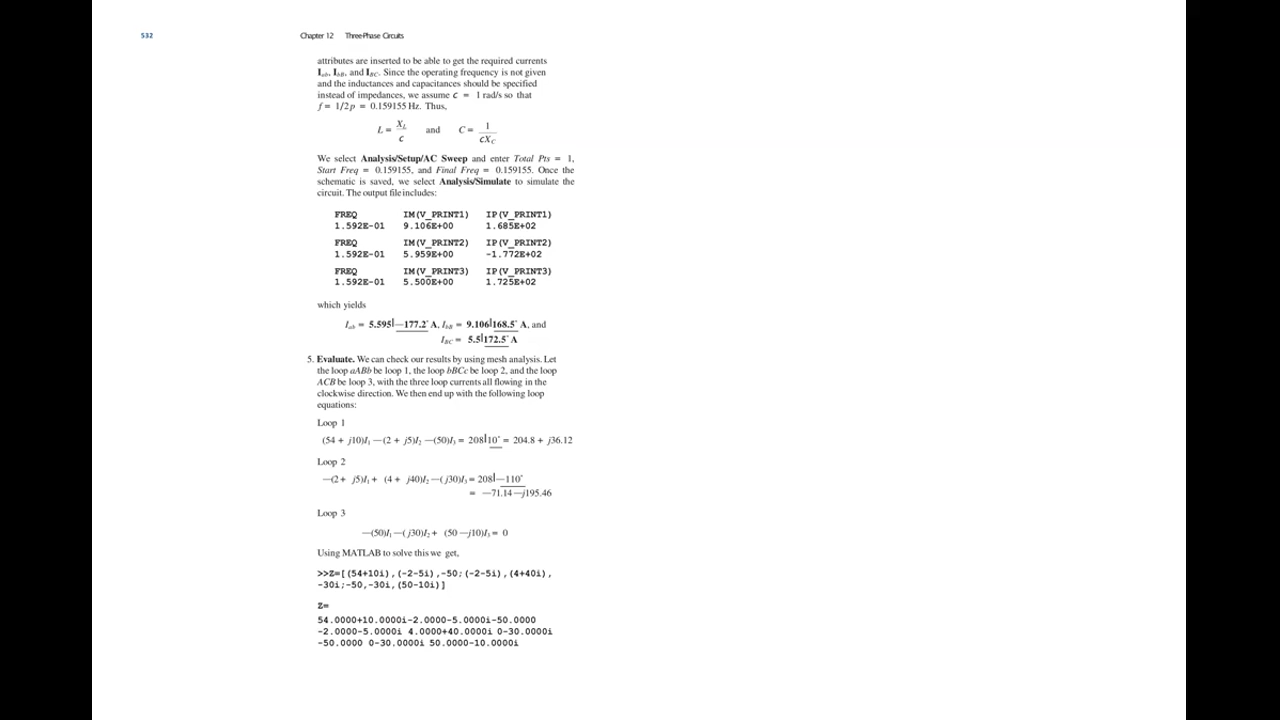 532
Chapter 12 Three-Phase Circuits
attributes are inserted to be able to get the required currents
I_ab, I_bB, and I_BC. Since the operating frequency is not given
and the inductances and capacitances should be specified
instead of impedances, we assume c = 1 rad/s so that
f = 1/2p = 0.159155 Hz. Thus,
L = X_L/c and C = 1/cX_C
We select Analysis/Setup/AC Sweep and enter Total Pts = 1,
Start Freq = 0.159155, and Final Freq = 0.159155. Once the
schematic is saved, we select Analysis/Simulate to simulate the
circuit. The output file includes:
FREQ IM(V_PRINT1) IP(V_PRINT1)
1.592E-01 9.106E+00 1.685E+02
FREQ IM(V_PRINT2) IP(V_PRINT2)
1.592E-01 5.959E+00 -1.772E+02
FREQ IM(V_PRINT3) IP(V_PRINT3)
1.592E-01 5.500E+00 1.725E+02
which yields
I_ab = 5.595|—177.2° A, I_bB = 9.106|168.5° A, and
I_BC = 5.5|172.5° A
5. Evaluate. We can check our results by using mesh analysis. Let
the loop aABb be loop 1, the loop bBCc be loop 2, and the loop
ACB be loop 3, with the three loop currents all flowing in the
clockwise direction. We then end up with the following loop
equations:
Loop 1
(54 + j10)I₁ —(2 + j5)I₂ —(50)I₃ = 208|10° = 204.8 + j36.12
Loop 2
—(2 + j5)I₁ + (4 + j40)I₂ —( j30)I₃ = 208|—110°
= —71.14 —j195.46
Loop 3
—(50)I₁ —( j30)I₂ + (50 —j10)I₃ = 0
Using MATLAB to solve this we get,
>>Z=[(54+10i),(-2-5i),-50;(-2-5i),(4+40i),
-30i;-50,-30i,(50-10i)]
Z=
54.0000+10.0000i-2.0000-5.0000i-50.0000
-2.0000-5.0000i 4.0000+40.0000i 0-30.0000i
-50.0000 0-30.0000i 50.0000-10.0000i